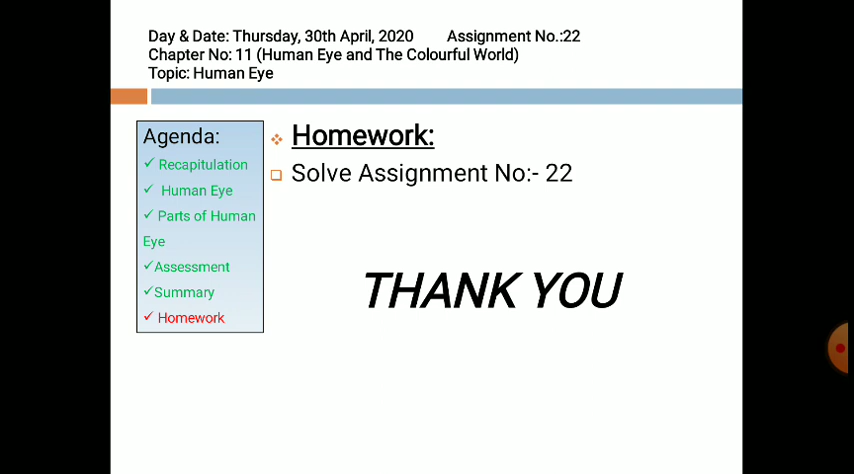 Day & Date: Thursday, 30th April, 2020 Assignment No.:22
Chapter No: 11 (Human Eye and The Colourful World)
Topic: Human Eye
Agenda:
✓ Recapitulation
✓ Human Eye
✓ Parts of Human
Eye
✓Assessment
✓Summary
✓ Homework
❖ Homework:
❑ Solve Assignment No:- 22
THANK YOU